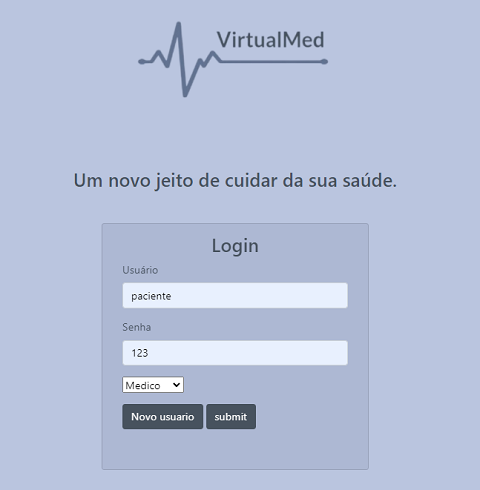 VirtualMed
Um novo jeito de cuidar da sua saúde.
Login
Usuário
paciente
Senha
123
Medico
Novo usuario submit